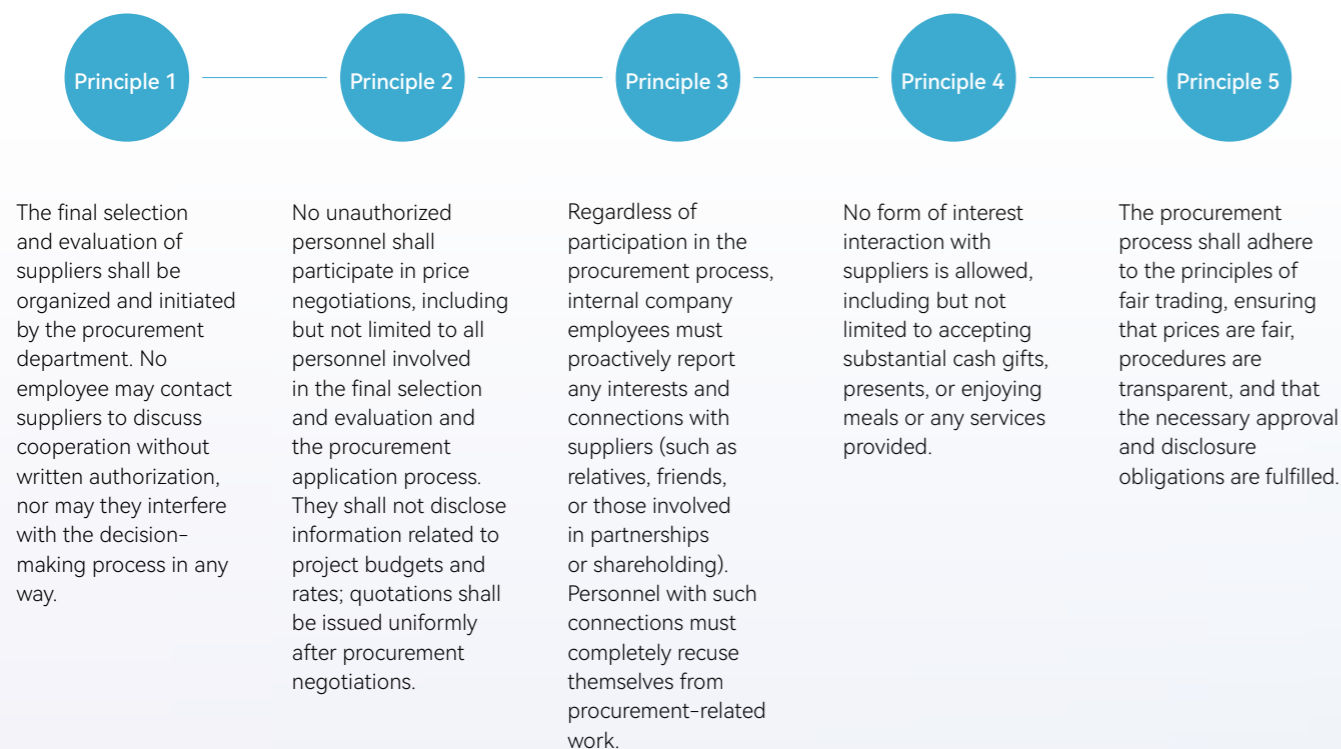 Principle 1
Principle 2
Principle 3
Principle 4
Principle 5
The final selection
and evaluation of
suppliers shall be
organized and initiated
by the procurement
department. No
employee may contact
suppliers to discuss
cooperation without
written authorization,
nor may they interfere
with the decision-
making process in any
way.
No unauthorized
personnel shall
participate in price
negotiations, including
but not limited to all
personnel involved
in the final selection
and evaluation and
the procurement
application process.
They shall not disclose
information related to
project budgets and
rates; quotations shall
be issued uniformly
after procurement
negotiations.
Regardless of
participation in the
procurement process,
internal company
employees must
proactively report
any interests and
connections with
suppliers (such as
relatives, friends,
or those involved
in partnerships
or shareholding).
Personnel with such
connections must
completely recuse
themselves from
procurement-related
work.
No form of interest
interaction with
suppliers is allowed,
including but not
limited to accepting
substantial cash gifts,
presents, or enjoying
meals or any services
provided.
The procurement
process shall adhere
to the principles of
fair trading, ensuring
that prices are fair,
procedures are
transparent, and that
the necessary approval
and disclosure
obligations are fulfilled.